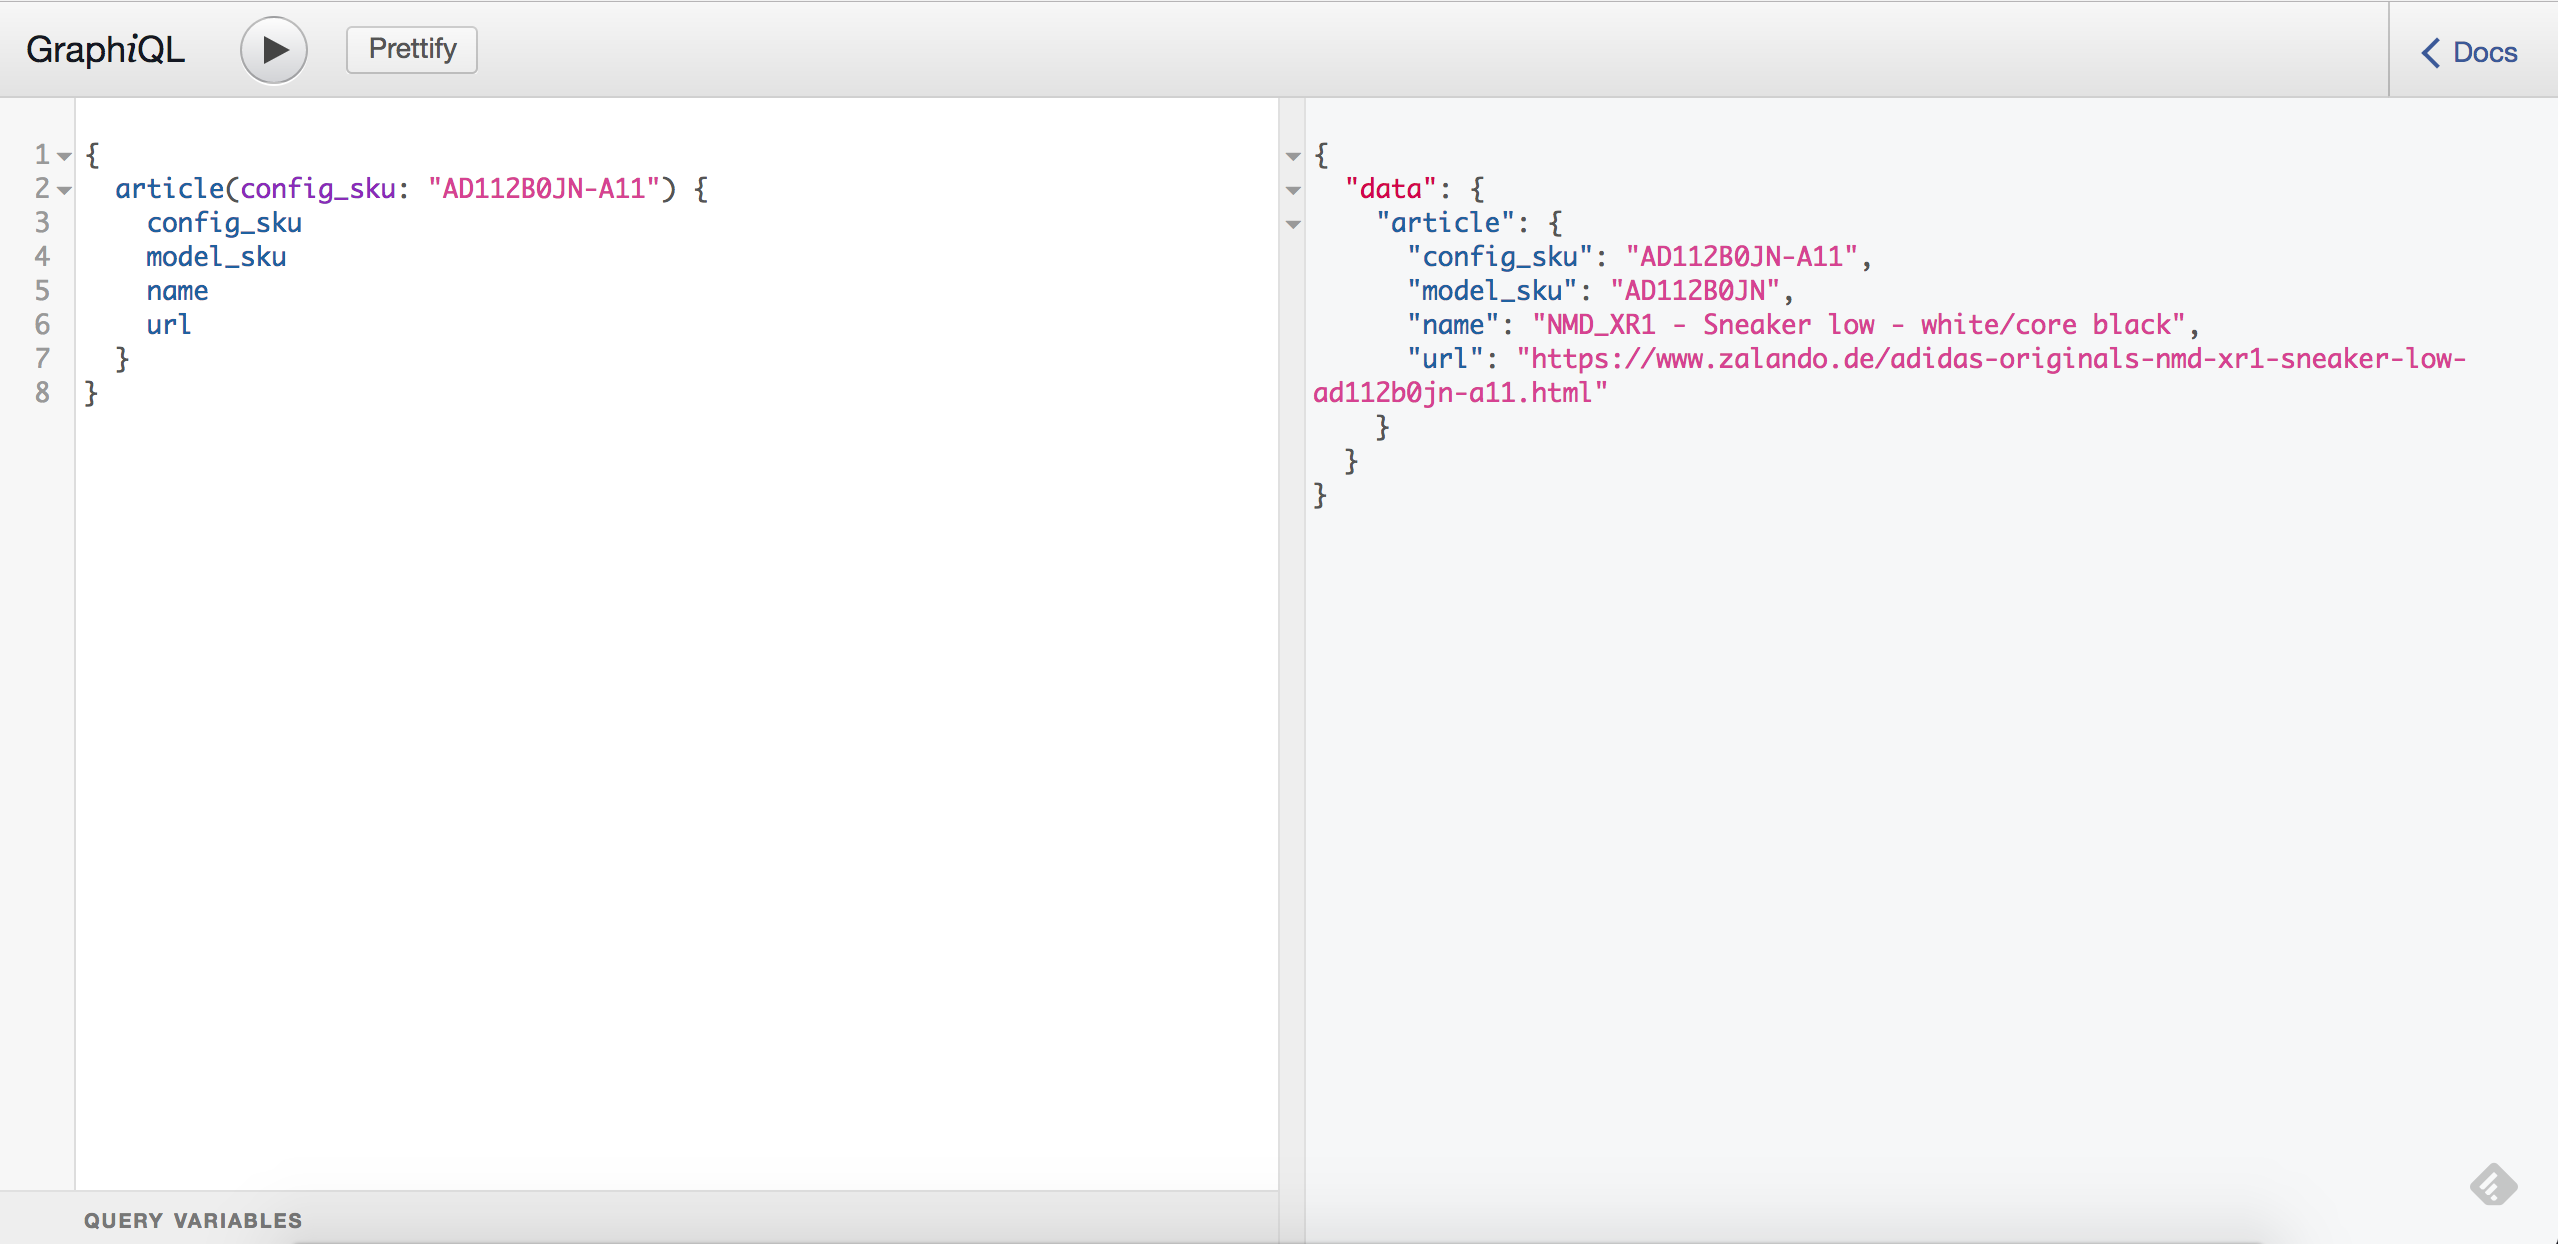 GraphiQL
Prettify
Docs
1 {
2 article(config_sku: "AD112B0JN-A11") {
3 config_sku
4 model_sku
5 name
6 url
7 }
8 }
QUERY VARIABLES
{
"data": {
"article": {
"config_sku": "AD112B0JN-A11",
"model_sku": "AD112B0JN",
"name": "NMD_XR1 - Sneaker low - white/core black",
"url": "https://www.zalando.de/adidas-originals-nmd-xr1-sneaker-low-
ad112b0jn-a11.html"
}
}
}